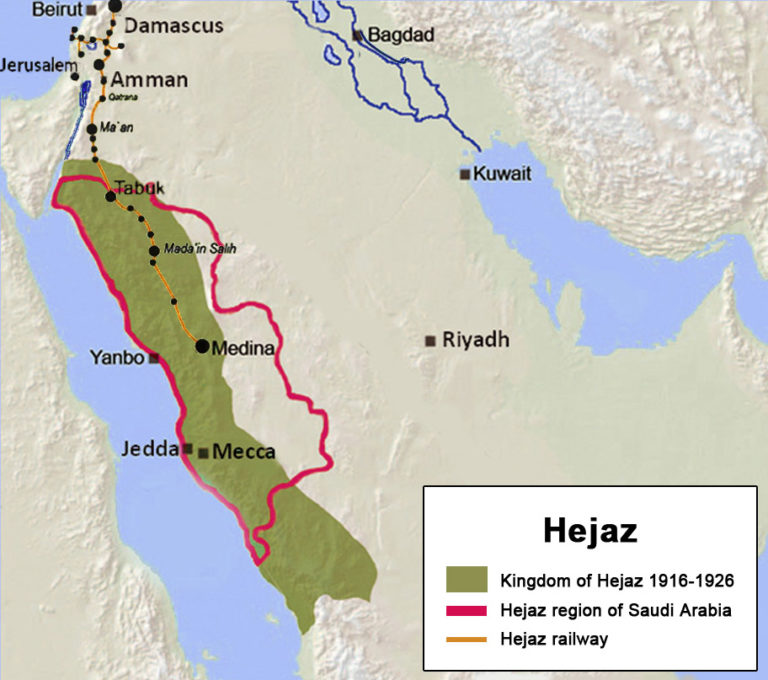 Beirut
Damascus
Bagdad
Jerusalem
Amman
Qatrana
Ma'an
Kuwait
Tabuk
Mada'in Salih
Riyadh
Medina
Yanbo
Jedda
Mecca
Hejaz
Kingdom of Hejaz 1916-1926
Hejaz region of Saudi Arabia
Hejaz railway